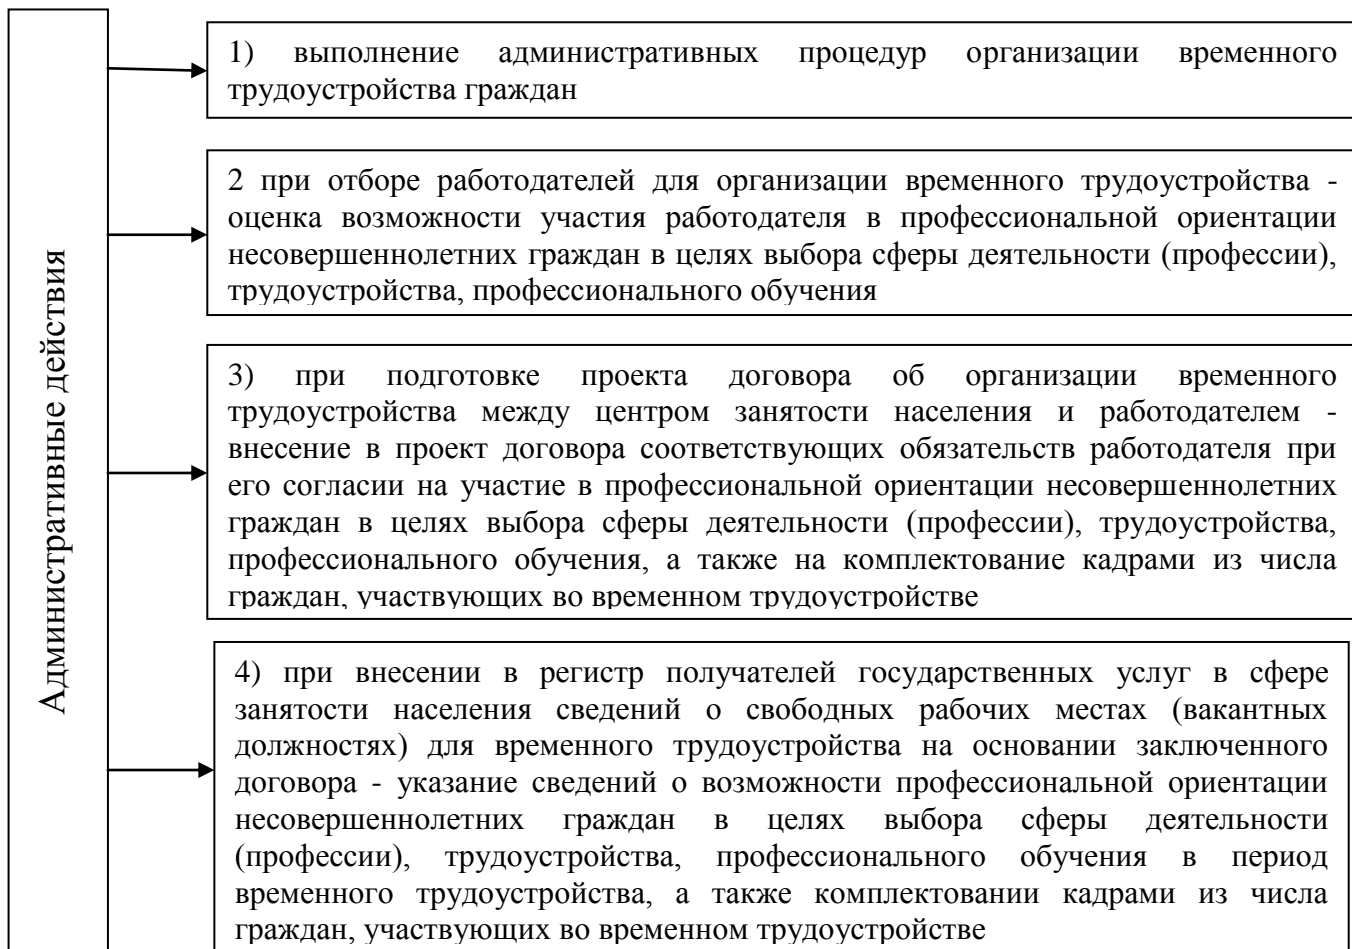 Административные действия
1) выполнение административных процедур организации временного
трудоустройства граждан
2 при отборе работодателей для организации временного трудоустройства -
оценка возможности участия работодателя в профессиональной ориентации
несовершеннолетних граждан в целях выбора сферы деятельности (профессии),
трудоустройства, профессионального обучения
3) при подготовке проекта договора об организации временного
трудоустройства между центром занятости населения и работодателем -
внесение в проект договора соответствующих обязательств работодателя при
его согласии на участие в профессиональной ориентации несовершеннолетних
граждан в целях выбора сферы деятельности (профессии), трудоустройства,
профессионального обучения, а также на комплектование кадрами из числа
граждан, участвующих во временном трудоустройстве
4) при внесении в регистр получателей государственных услуг в сфере
занятости населения сведений о свободных рабочих местах (вакантных
должностях) для временного трудоустройства на основании заключенного
договора - указание сведений о возможности профессиональной ориентации
несовершеннолетних граждан в целях выбора сферы деятельности
(профессии), трудоустройства, профессионального обучения в период
временного трудоустройства, а также комплектовании кадрами из числа
граждан, участвующих во временном трудоустройстве